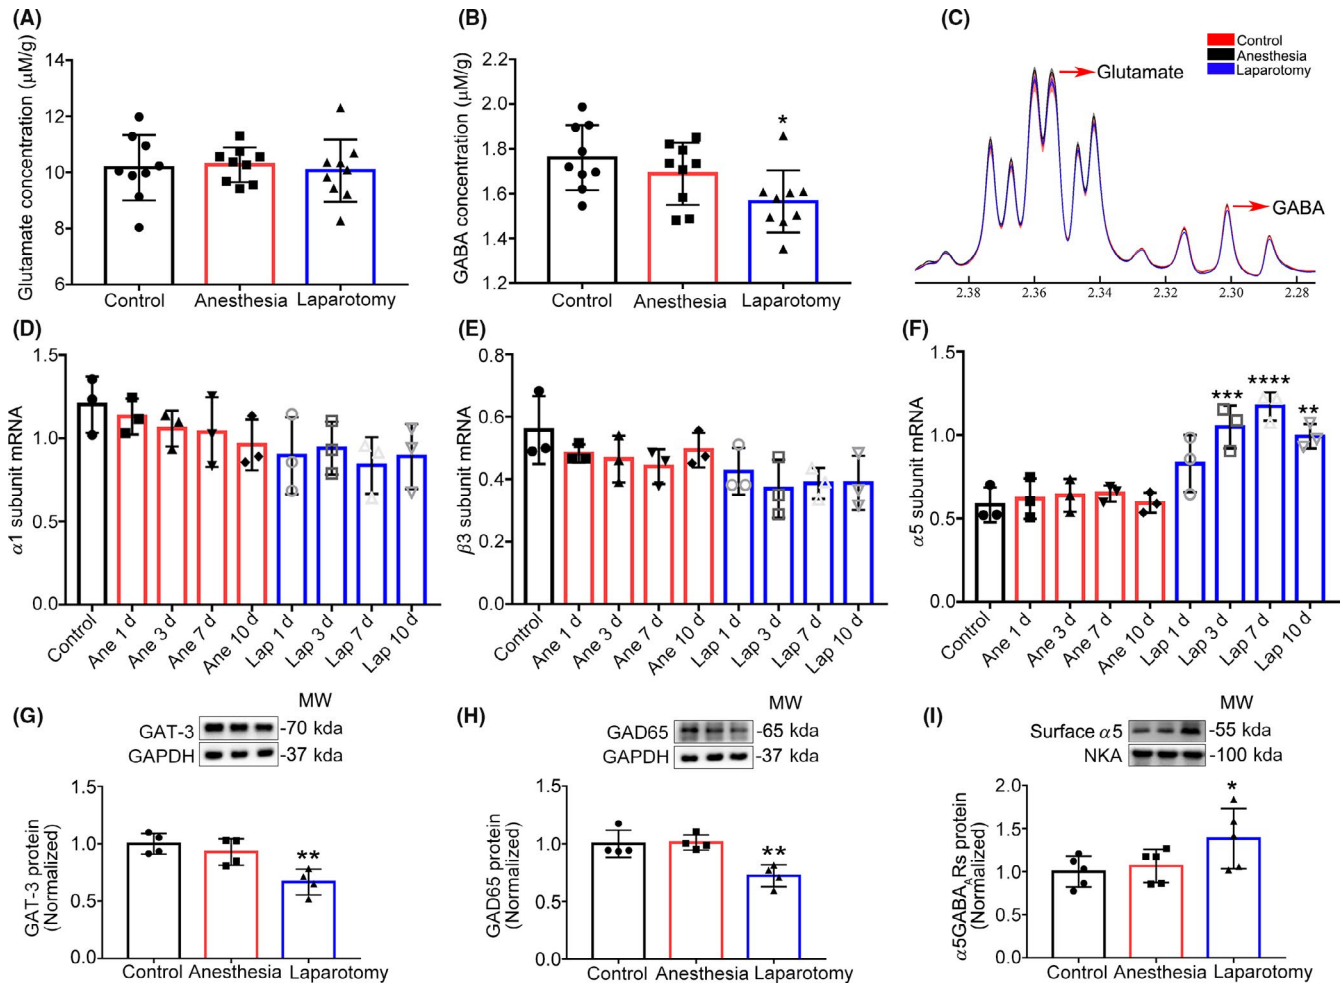 (A)
Glutamate concentration (μM/g)
14
12
10
8
6
Control Anesthesia Laparotomy
(B)
GABA concentration (μM/g)
2.2
2.0
1.8
1.6
1.4
1.2
*
Control Anesthesia Laparotomy
(C)
Control
Anesthesia
Laparotomy
Glutamate
GABA
2.38 2.36 2.34 2.32 2.30 2.28
(D)
α1 subunit mRNA
1.5
1.0
0.5
0.0
Control Ane 1 d Ane 3 d Ane 7 d Ane 10 d Lap 1 d Lap 3 d Lap 7 d Lap 10 d
(E)
β3 subunit mRNA
0.8
0.6
0.4
0.2
0.0
Control Ane 1 d Ane 3 d Ane 7 d Ane 10 d Lap 1 d Lap 3 d Lap 7 d Lap 10 d
(F)
α5 subunit mRNA
1.5
1.0
0.5
0.0
*** **** **
Control Ane 1 d Ane 3 d Ane 7 d Ane 10 d Lap 1 d Lap 3 d Lap 7 d Lap 10 d
(G)
MW
GAT-3 -70 kda
GAPDH -37 kda
GAT-3 protein
(Normalized)
1.5
1.0
0.5
0.0
**
Control Anesthesia Laparotomy
(H)
MW
GAD65 -65 kda
GAPDH -37 kda
GAD65 protein
(Normalized)
1.5
1.0
0.5
0.0
**
Control Anesthesia Laparotomy
(I)
MW
Surface α5 -55 kda
NKA -100 kda
α5GABAARs protein
(Normalized)
2.0
1.5
1.0
0.5
0.0
*
Control Anesthesia Laparotomy